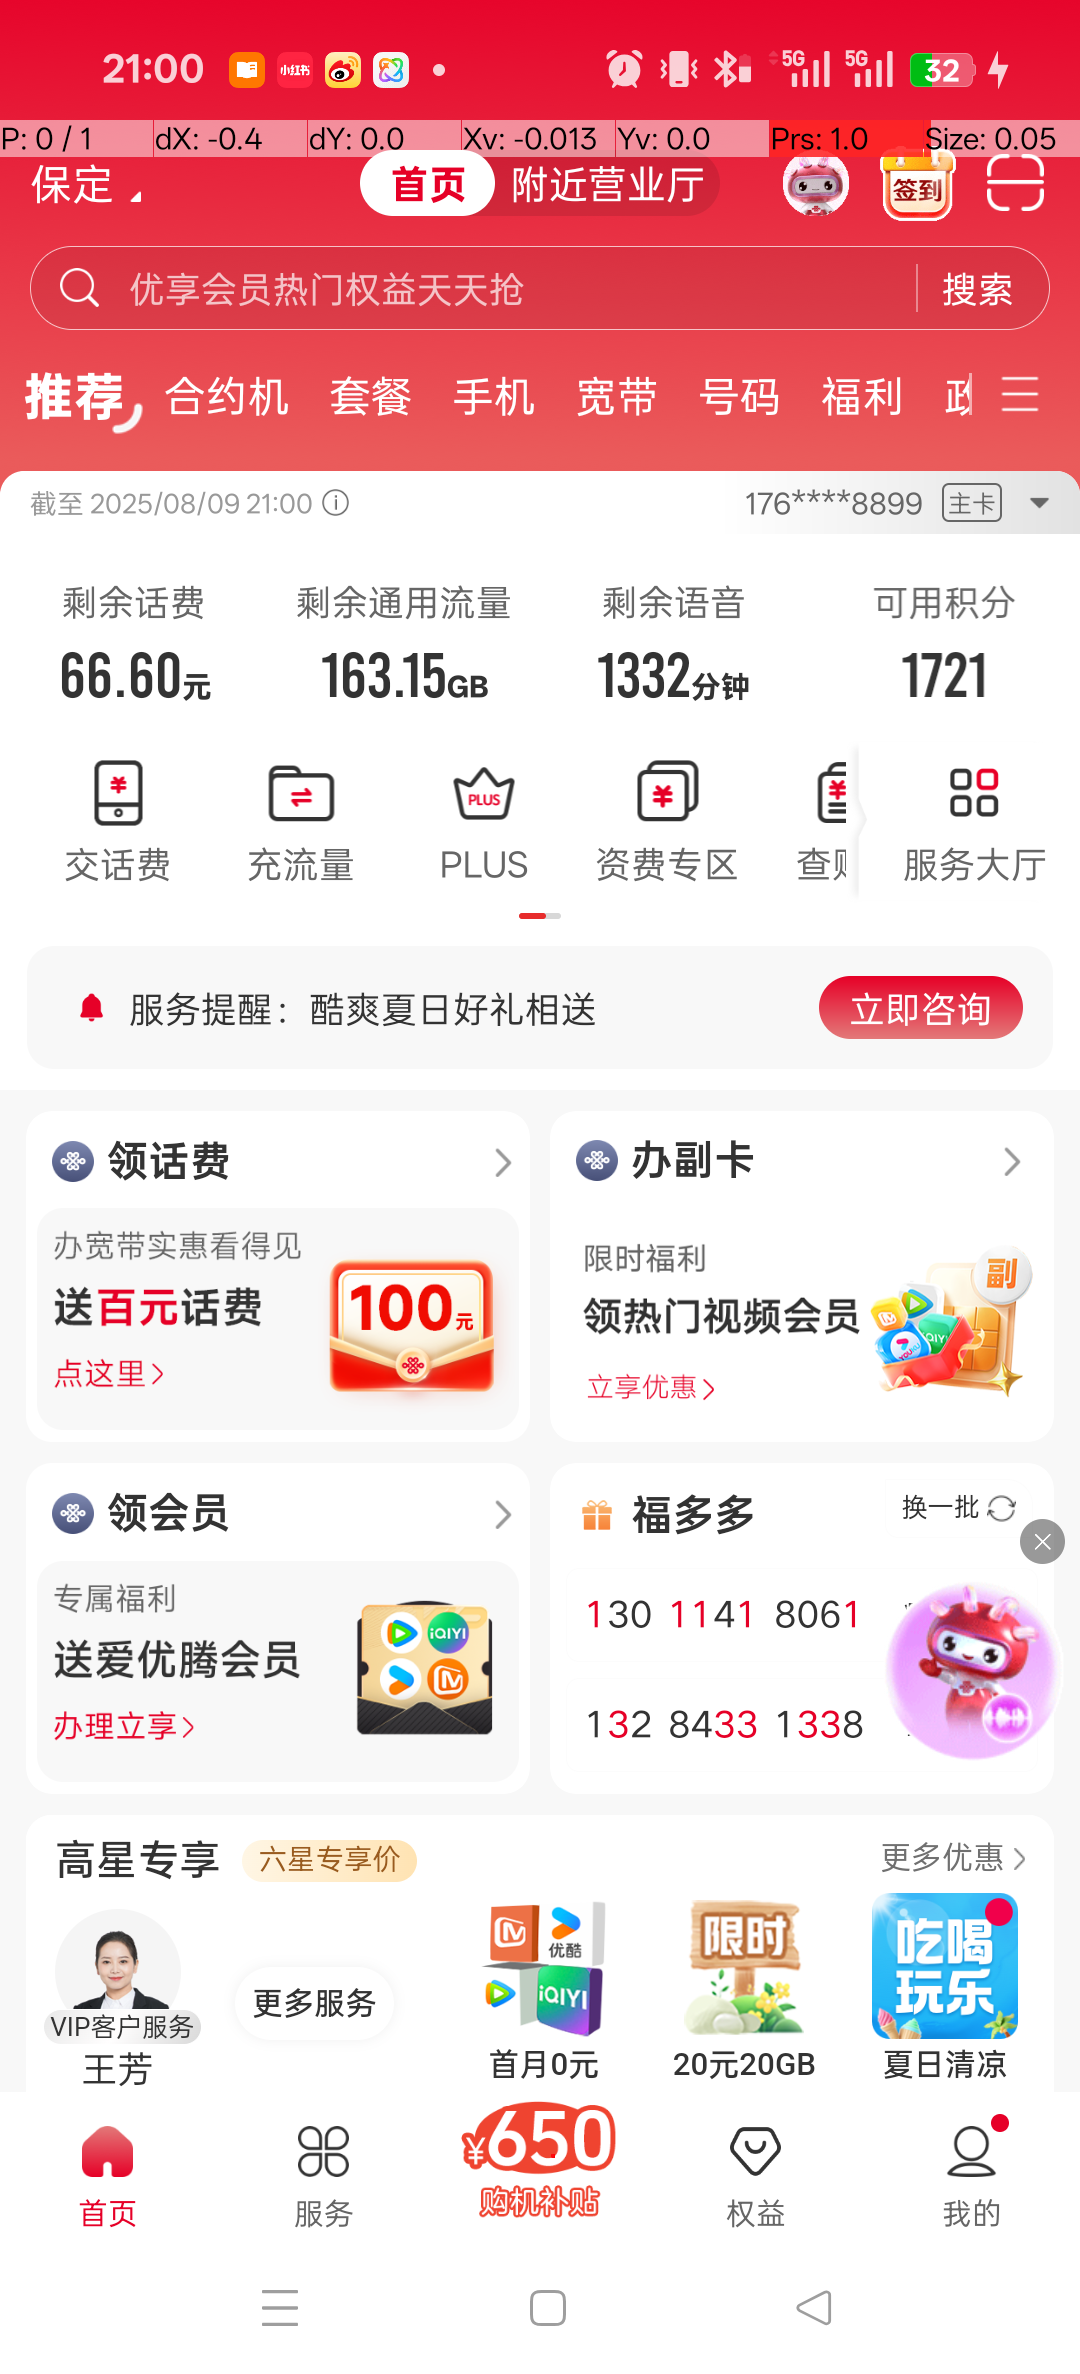 21:00 小红书 5G 5G 32
P: 0 / 1 dX: -0.4 dY: 0.0 Xv: -0.013 Yv: 0.0 Prs: 1.0 Size: 0.05
保定 首页 附近营业厅 签到
优享会员热门权益天天抢 搜索
推荐 合约机 套餐 手机 宽带 号码 福利
截至 2025/08/09 21:00 176****8899 主卡
剩余话费 剩余通用流量 剩余语音 可用积分
66.60元 163.15GB 1332分钟 1721
PLUS
交话费 充流量 PLUS 资费专区 查 服务大厅
服务提醒：酷爽夏日好礼相送 立即咨询
领话费
办宽带实惠看得见
送百元话费
点这里
100元
办副卡
限时福利
领热门视频会员
立享优惠
副
iQIYI
YOUKU
领会员
专属福利
送爱优腾会员
办理立享
iQIYI
福多多 换一批
130 1141 8061
132 8433 1338
高星专享 六星专享价 更多优惠
VIP客户服务
王芳
更多服务
优酷
iQIYI
首月0元
限时
20元20GB
吃喝
玩乐
夏日清凉
首页 服务 ¥650 购机补贴 权益 我的